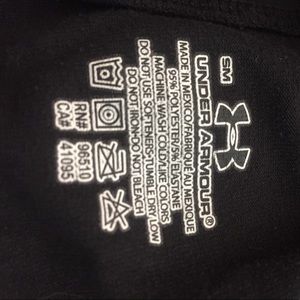 SM
UNDER ARMOUR®
MADE IN MEXICO/FABRIQUÉ AU MEXIQUE
95% POLYESTER/5% ELASTANE
MACHINE WASH COLD/LIKE COLORS
DO NOT USE SOFTENERS/TUMBLE DRY LOW
DO NOT IRON-DO NOT BLEACH
RN# 96510
CA# 41096